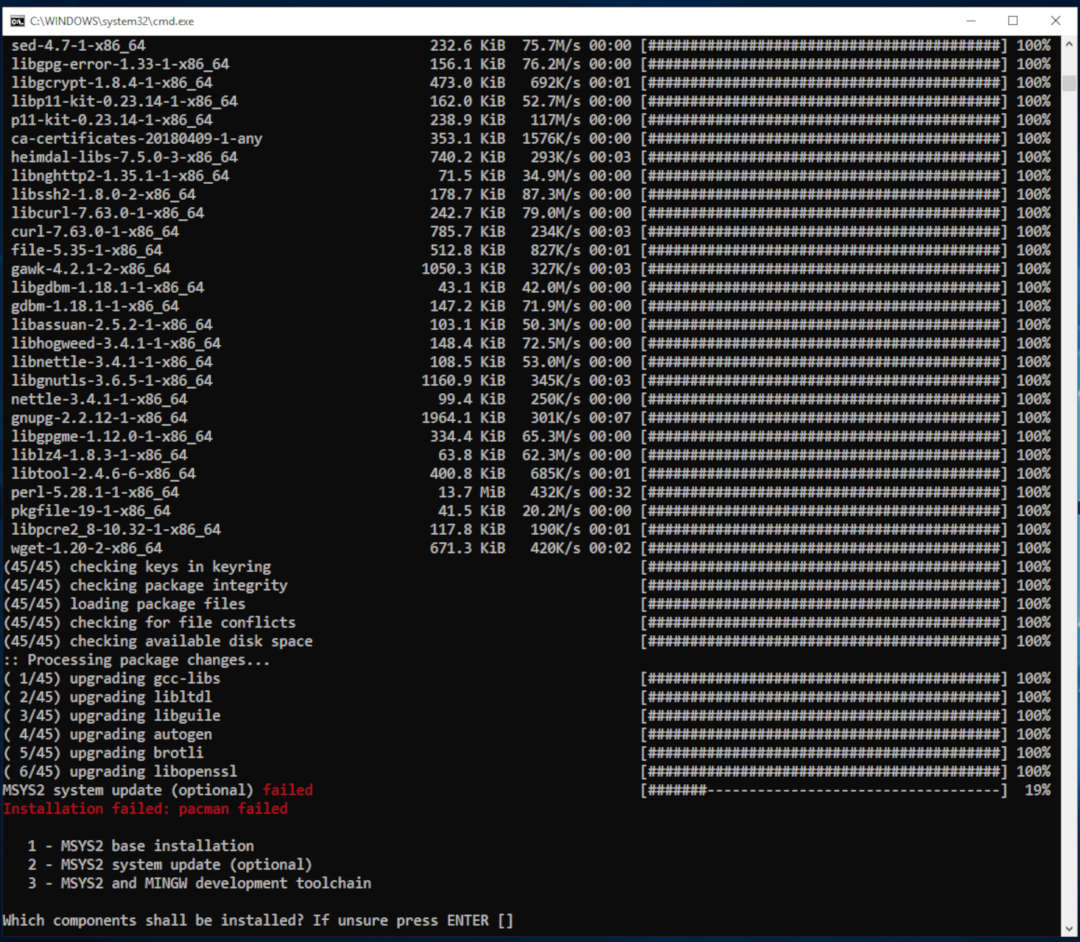 C:\WINDOWS\system32\cmd.exe
sed-4.7-1-x86_64 232.6 KiB 75.7M/s 00:00 [##########################################] 100%
libgpg-error-1.33-1-x86_64 156.1 KiB 76.2M/s 00:00 [##########################################] 100%
libgcrypt-1.8.4-1-x86_64 473.0 KiB 692K/s 00:01 [##########################################] 100%
libp11-kit-0.23.14-1-x86_64 162.0 KiB 52.7M/s 00:00 [##########################################] 100%
p11-kit-0.23.14-1-x86_64 238.9 KiB 117M/s 00:00 [##########################################] 100%
ca-certificates-20180409-1-any 353.1 KiB 1576K/s 00:00 [##########################################] 100%
heimdal-libs-7.5.0-3-x86_64 740.2 KiB 293K/s 00:03 [##########################################] 100%
libnghttp2-1.35.1-1-x86_64 71.5 KiB 34.9M/s 00:00 [##########################################] 100%
libssh2-1.8.0-2-x86_64 178.7 KiB 87.3M/s 00:00 [##########################################] 100%
libcurl-7.63.0-1-x86_64 242.7 KiB 79.0M/s 00:00 [##########################################] 100%
curl-7.63.0-1-x86_64 785.7 KiB 234K/s 00:03 [##########################################] 100%
file-5.35-1-x86_64 512.8 KiB 827K/s 00:01 [##########################################] 100%
gawk-4.2.1-2-x86_64 1050.3 KiB 327K/s 00:03 [##########################################] 100%
libgdbm-1.18.1-1-x86_64 43.1 KiB 42.0M/s 00:00 [##########################################] 100%
gdbm-1.18.1-1-x86_64 147.2 KiB 71.9M/s 00:00 [##########################################] 100%
libassuan-2.5.2-1-x86_64 103.1 KiB 50.3M/s 00:00 [##########################################] 100%
libhogweed-3.4.1-1-x86_64 148.4 KiB 72.5M/s 00:00 [##########################################] 100%
libnettle-3.4.1-1-x86_64 108.5 KiB 53.0M/s 00:00 [##########################################] 100%
libgnutls-3.6.5-1-x86_64 1160.9 KiB 345K/s 00:03 [##########################################] 100%
nettle-3.4.1-1-x86_64 99.4 KiB 250K/s 00:00 [##########################################] 100%
gnupg-2.2.12-1-x86_64 1964.1 KiB 301K/s 00:07 [##########################################] 100%
libgpgme-1.12.0-1-x86_64 334.4 KiB 65.3M/s 00:00 [##########################################] 100%
liblz4-1.8.3-1-x86_64 63.8 KiB 62.3M/s 00:00 [##########################################] 100%
libtool-2.4.6-6-x86_64 400.8 KiB 685K/s 00:01 [##########################################] 100%
perl-5.28.1-1-x86_64 13.7 MiB 432K/s 00:32 [##########################################] 100%
pkgfile-19-1-x86_64 41.5 KiB 20.2M/s 00:00 [##########################################] 100%
libpcre2_8-10.32-1-x86_64 117.8 KiB 190K/s 00:01 [##########################################] 100%
wget-1.20-2-x86_64 671.3 KiB 420K/s 00:02 [##########################################] 100%
(45/45) checking keys in keyring [##########################################] 100%
(45/45) checking package integrity [##########################################] 100%
(45/45) loading package files [##########################################] 100%
(45/45) checking for file conflicts [##########################################] 100%
(45/45) checking available disk space [##########################################] 100%
:: Processing package changes...
( 1/45) upgrading gcc-libs [##########################################] 100%
( 2/45) upgrading libltdl [##########################################] 100%
( 3/45) upgrading libguile [##########################################] 100%
( 4/45) upgrading autogen [##########################################] 100%
( 5/45) upgrading brotli [##########################################] 100%
( 6/45) upgrading libopenssl [##########################################] 100%
MSYS2 system update (optional) failed [#######-----------------------------------] 19%
Installation failed: pacman failed
1 - MSYS2 base installation
2 - MSYS2 system update (optional)
3 - MSYS2 and MINGW development toolchain
Which components shall be installed? If unsure press ENTER []